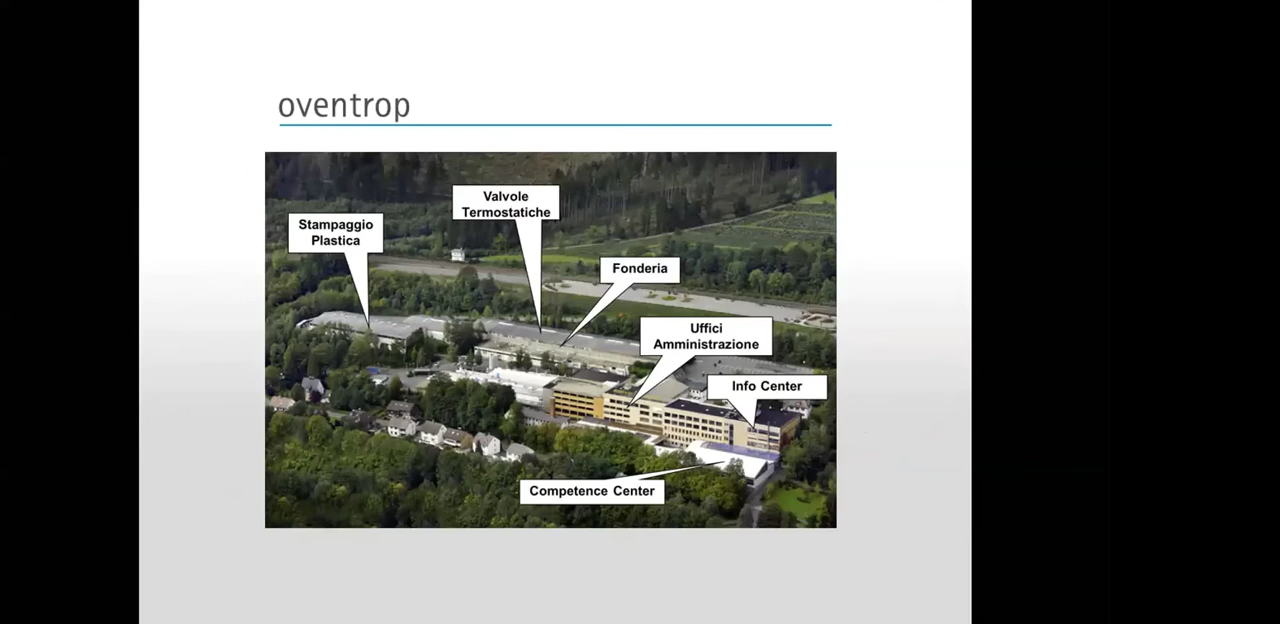 oventrop
Valvole
Termostatiche
Stampaggio
Plastica
Fonderia
Uffici
Amministrazione
Info Center
Competence Center